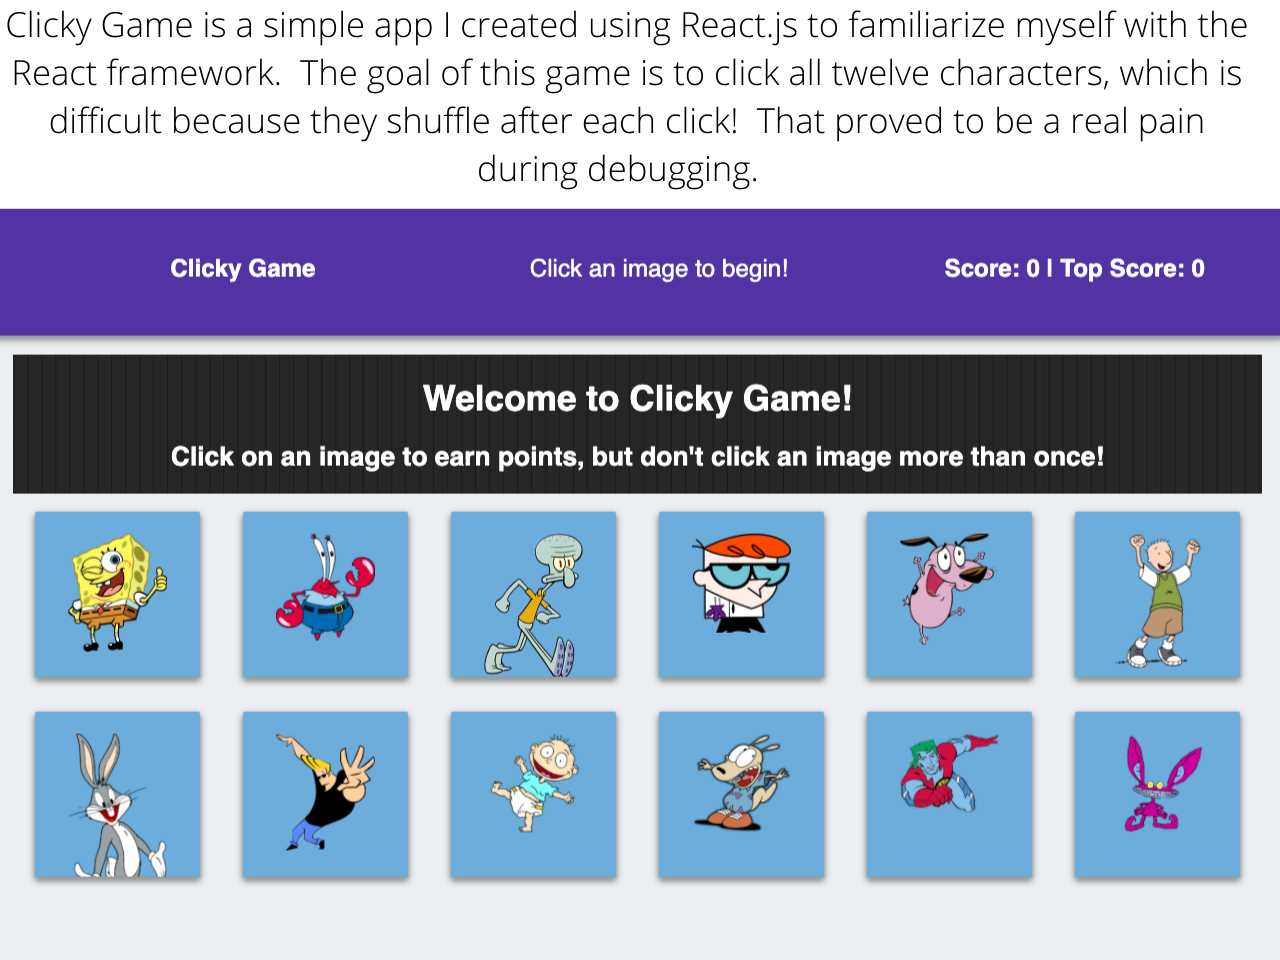 Clicky Game is a simple app I created using React.js to familiarize myself with the
React framework.  The goal of this game is to click all twelve characters, which is
difficult because they shuffle after each click!  That proved to be a real pain
during debugging.
Clicky Game
Click an image to begin!
Score: 0 | Top Score: 0
Welcome to Clicky Game!
Click on an image to earn points, but don't click an image more than once!